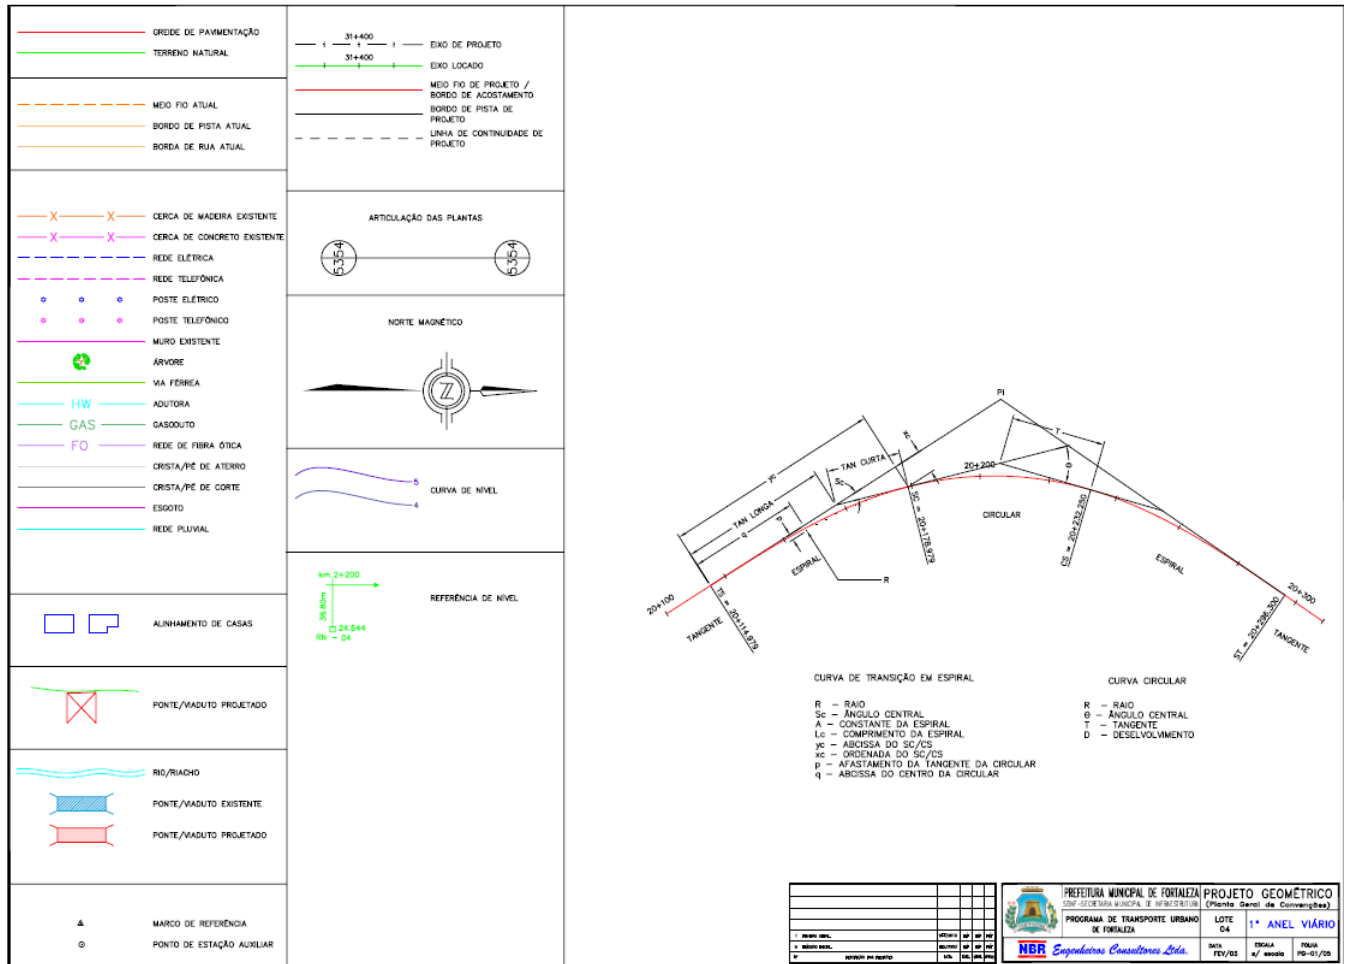 GREIDE DE PAVIMENTAÇÃO
TERRENO NATURAL
MEIO FIO ATUAL
BORDO DE PISTA ATUAL
BORDA DE RUA ATUAL
X X CERCA DE MADEIRA EXISTENTE
X X CERCA DE CONCRETO EXISTENTE
REDE ELÉTRICA
REDE TELEFÔNICA
POSTE ELÉTRICO
POSTE TELEFÔNICO
MURO EXISTENTE
ÁRVORE
VIA FÉRREA
HW ADUTORA
GAS GASODUTO
FO REDE DE FIBRA ÓTICA
CRISTA/PÉ DE ATERRO
CRISTA/PÉ DE CORTE
ESGOTO
REDE PLUVIAL
ALINHAMENTO DE CASAS
PONTE/VIADUTO PROJETADO
RIO/RIACHO
PONTE/VIADUTO EXISTENTE
PONTE/VIADUTO PROJETADO
MARCO DE REFERÊNCIA
PONTO DE ESTAÇÃO AUXILIAR
31+400
EIXO DE PROJETO
31+400
EIXO LOCADO
MEIO FIO DE PROJETO /
BORDO DE ACOSTAMENTO
BORDO DE PISTA DE
PROJETO
LINHA DE CONTINUIDADE DE
PROJETO
ARTICULAÇÃO DAS PLANTAS
5354 5354
NORTE MAGNÉTICO
Z
5
CURVA DE NÍVEL
4
km 2+200
REFERÊNCIA DE NÍVEL
24,644
RN - 04
PI
xc
T
yc
TAN CURTA
20+200
θ
Sc
TAN LONGA
CIRCULAR
q
p
SC = 20+178.979
CS = 20+232.250
ESPIRAL
ESPIRAL
R
20+100
TS = 20+114.979
20+300
TANGENTE
ST = 20+296.300
TANGENTE
CURVA DE TRANSIÇÃO EM ESPIRAL
R - RAIO
Sc - ÂNGULO CENTRAL
A - CONSTANTE DA ESPIRAL
Lc - COMPRIMENTO DA ESPIRAL
yc - ABCISSA DO SC/CS
xc - ORDENADA DO SC/CS
p - AFASTAMENTO DA TANGENTE DA CIRCULAR
q - ABCISSA DO CENTRO DA CIRCULAR
CURVA CIRCULAR
R - RAIO
θ - ÂNGULO CENTRAL
T - TANGENTE
D - DESELVOLVIMENTO
PREFEITURA MUNICIPAL DE FORTALEZA
SECRETARIA MUNICIPAL DE INFRAESTRUTURA
PROGRAMA DE TRANSPORTE URBANO
DE FORTALEZA
NBR Engenheiros Consultores Ltda.
PROJETO GEOMÉTRICO
(Planta Geral de Convenções)
LOTE
04
1° ANEL VIÁRIO
DATA
FEV/03
ESCALA
s/ escala
FOLHA
PG-01/05